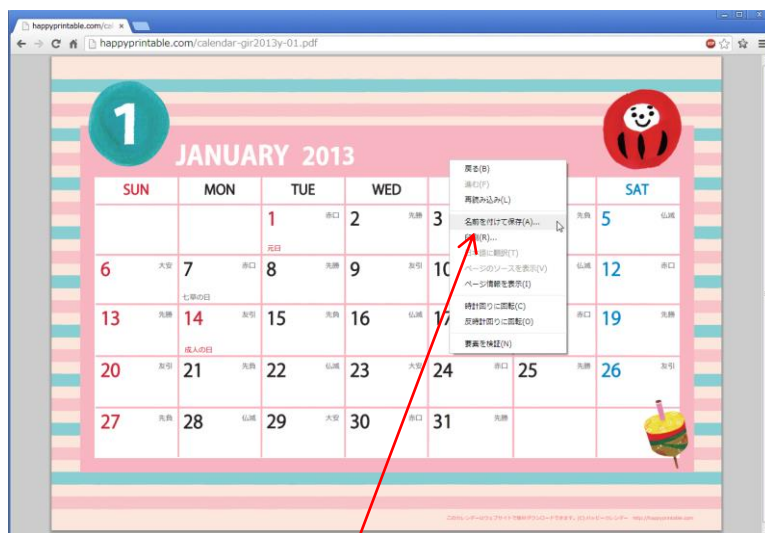 happyprintable.com/cal
happyprintable.com/calendar-gir2013y-01.pdf
1
JANUARY 2013
SUN MON TUE WED SAT
1 赤口 2 先勝 3 先負 5 仏滅
元日
6 大安 7 赤口 8 先勝 9 友引 10 仏滅 12 赤口
七草の日
13 先勝 14 友引 15 先負 16 仏滅 17 赤口 19 先勝
成人の日
20 友引 21 先負 22 仏滅 23 大安 24 赤口 25 先勝 26 友引
27 先負 28 仏滅 29 大安 30 赤口 31 先勝
戻る(B)
進む(F)
再読み込み(L)
名前を付けて保存(A)...
印刷(R)...
に翻訳(T)
ページのソースを表示(V)
ページ情報を表示(I)
時計回りに回転(C)
反時計回りに回転(O)
要素を検証(N)
http://happyprintable.com